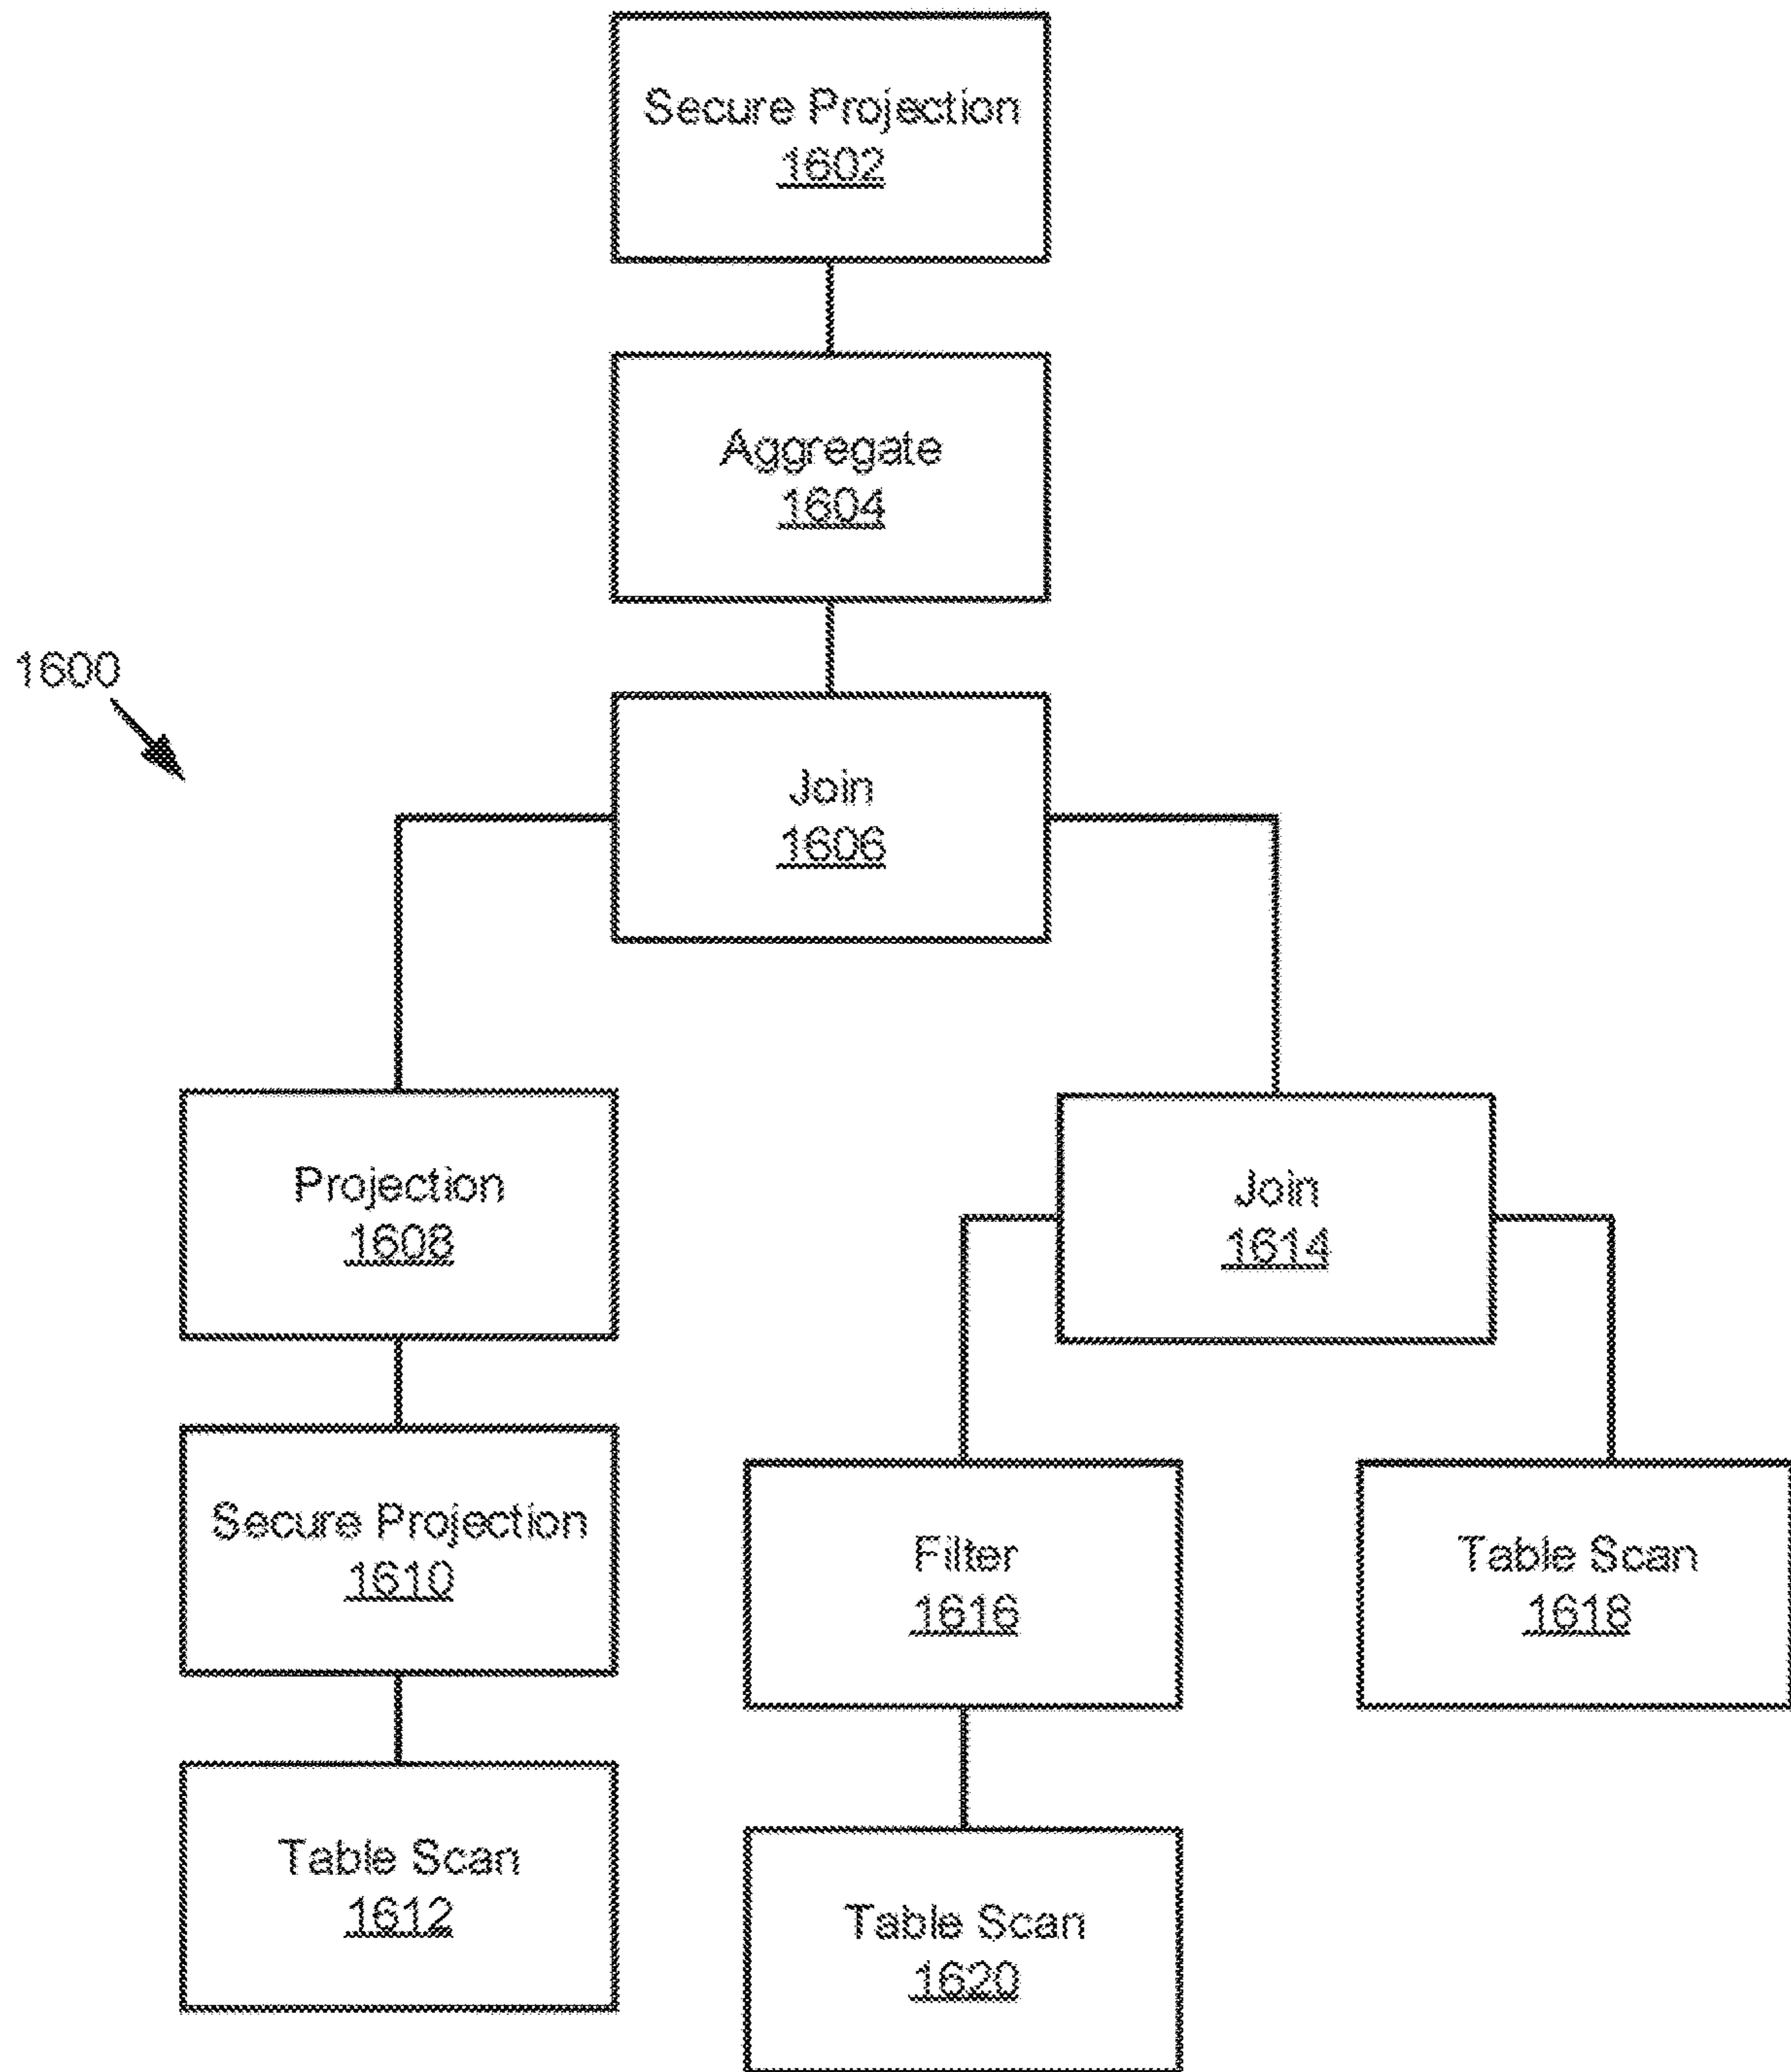 Secure Projection
1602
Aggregate
1604
1600
Join
1606
Projection
1608
Join
1614
Secure Projection
1610
Filter
1616
Table Scan
1618
Table Scan
1612
Table Scan
1620